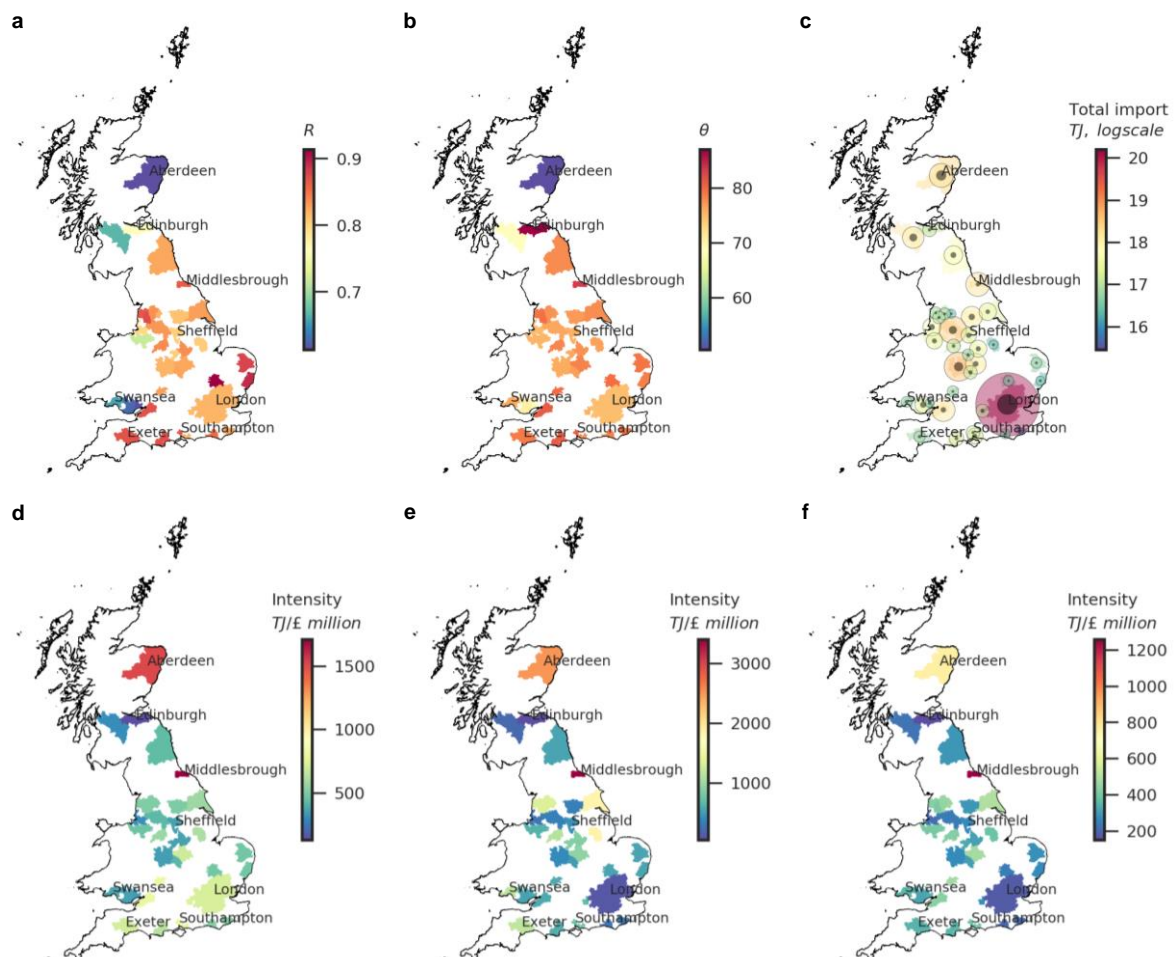 a
b
c
R
0.9
0.8
0.7
Aberdeen
Edinburgh
Middlesbrough
Sheffield
Swansea
London
Exeter
Southampton
θ
80
70
60
Aberdeen
Edinburgh
Middlesbrough
Sheffield
Swansea
London
Exeter
Southampton
Total import
TJ, logscale
20
19
18
17
16
Aberdeen
Edinburgh
Middlesbrough
Sheffield
Swansea
London
Exeter
Southampton
d
e
f
Intensity
TJ/£ million
1500
1000
500
Aberdeen
Edinburgh
Middlesbrough
Sheffield
Swansea
London
Exeter
Southampton
Intensity
TJ/£ million
3000
2000
1000
Aberdeen
Edinburgh
Middlesbrough
Sheffield
Swansea
London
Exeter
Southampton
Intensity
TJ/£ million
1200
1000
800
600
400
200
Aberdeen
Edinburgh
Middlesbrough
Sheffield
Swansea
London
Exeter
Southampton